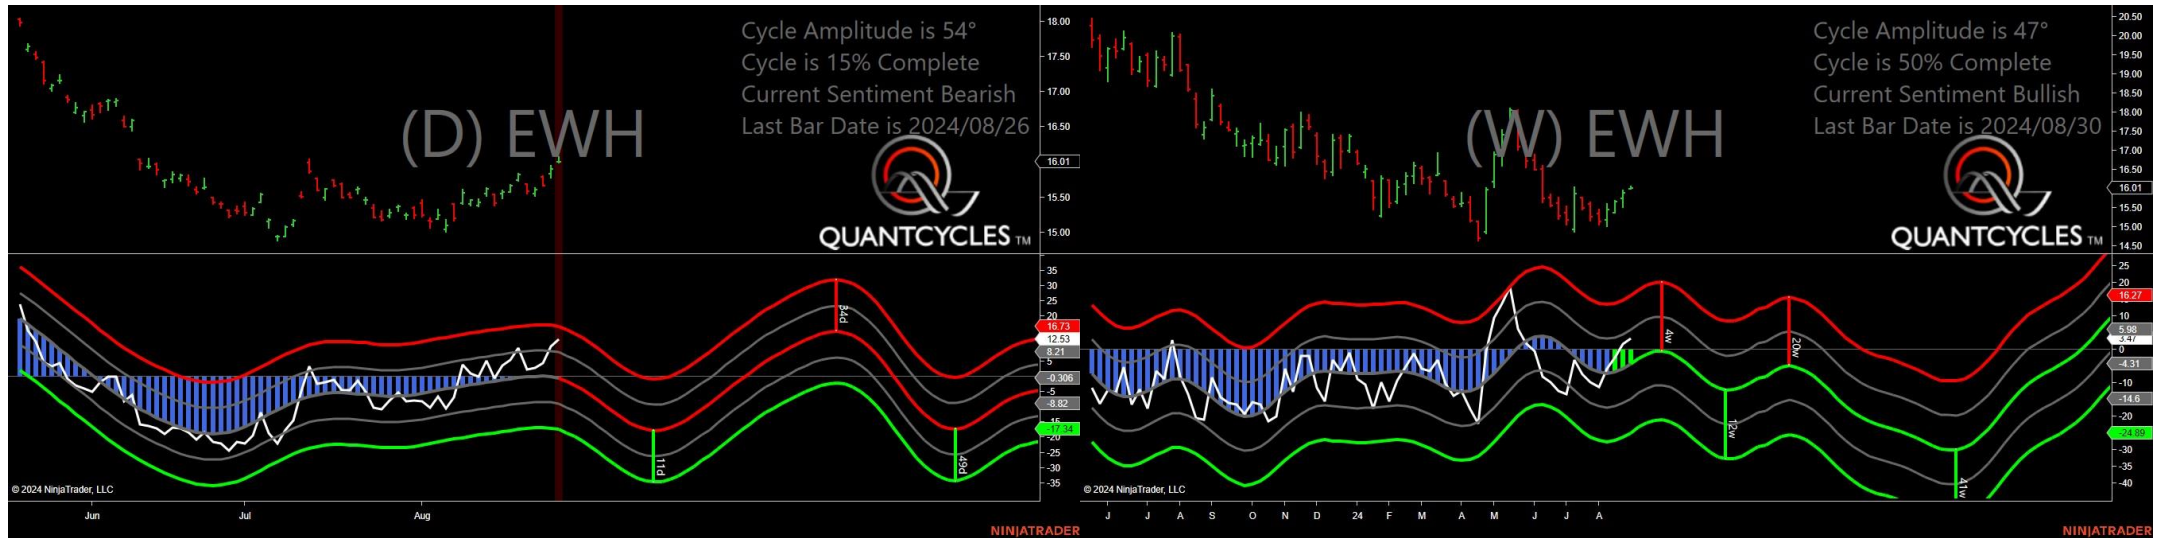 Cycle Amplitude is 54°
Cycle is 15% Complete
Current Sentiment Bearish
Last Bar Date is 2024/08/26
(D) EWH
QUANTCYCLES TM
18.00
17.50
17.00
16.50
16.01
15.50
15.00
35
30
25
20
16.73
12.53
8.21
5
-0.306
-5
-8.82
-15
-17.34
-20
-25
-30
-35
34d
11d
49d
© 2024 NinjaTrader, LLC
Jun
Jul
Aug
NINJATRADER
Cycle Amplitude is 47°
Cycle is 50% Complete
Current Sentiment Bullish
Last Bar Date is 2024/08/30
(W) EWH
QUANTCYCLES TM
20.50
20.00
19.50
19.00
18.50
18.00
17.50
17.00
16.50
16.01
15.50
15.00
14.50
25
20
16.27
10
5.98
3.47
0
-4.31
-10
-14.6
-20
-24.89
-30
-35
-40
4w
20w
12w
41w
© 2024 NinjaTrader, LLC
J
J
A
S
O
N
D
24
F
M
A
M
J
J
A
NINJATRADER